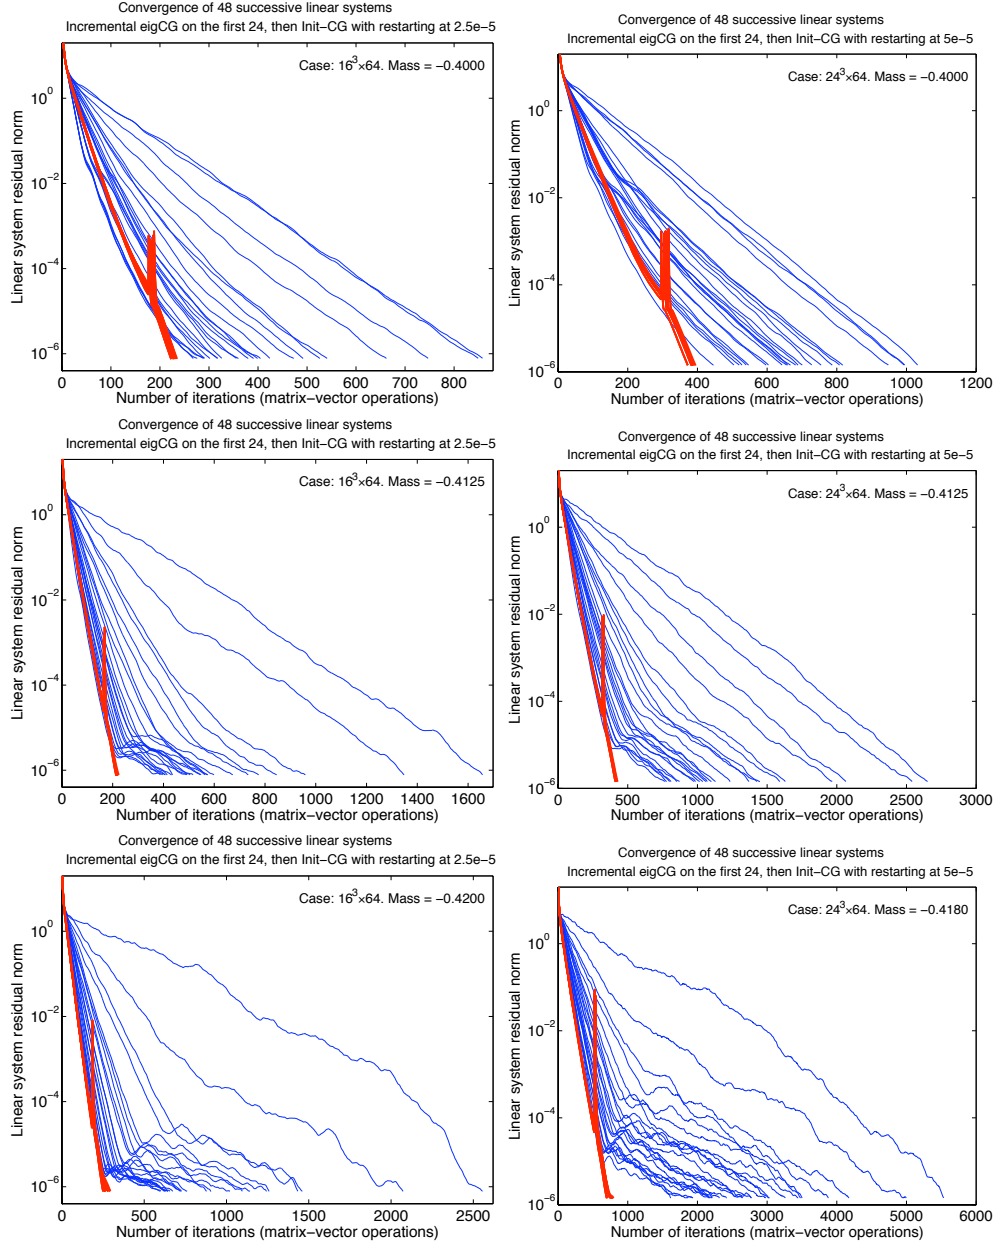 Convergence of 48 successive linear systems
Incremental eigCG on the first 24, then Init−CG with restarting at 2.5e−5
Case: 16³×64. Mass = −0.4000
Linear system residual norm
10⁰
10⁻²
10⁻⁴
10⁻⁶
0 100 200 300 400 500 600 700 800
Number of iterations (matrix−vector operations)
Convergence of 48 successive linear systems
Incremental eigCG on the first 24, then Init−CG with restarting at 5e−5
Case: 24³×64. Mass = −0.4000
Linear system residual norm
10⁰
10⁻²
10⁻⁴
10⁻⁶
0 200 400 600 800 1000 1200
Number of iterations (matrix−vector operations)
Convergence of 48 successive linear systems
Incremental eigCG on the first 24, then Init−CG with restarting at 2.5e−5
Case: 16³×64. Mass = −0.4125
Linear system residual norm
10⁰
10⁻²
10⁻⁴
10⁻⁶
0 200 400 600 800 1000 1200 1400 1600
Number of iterations (matrix−vector operations)
Convergence of 48 successive linear systems
Incremental eigCG on the first 24, then Init−CG with restarting at 5e−5
Case: 24³×64. Mass = −0.4125
Linear system residual norm
10⁰
10⁻²
10⁻⁴
10⁻⁶
0 500 1000 1500 2000 2500 3000
Number of iterations (matrix−vector operations)
Convergence of 48 successive linear systems
Incremental eigCG on the first 24, then Init−CG with restarting at 2.5e−5
Case: 16³×64. Mass = −0.4200
Linear system residual norm
10⁰
10⁻²
10⁻⁴
10⁻⁶
0 500 1000 1500 2000 2500
Number of iterations (matrix−vector operations)
Convergence of 48 successive linear systems
Incremental eigCG on the first 24, then Init−CG with restarting at 5e−5
Case: 24³×64. Mass = −0.4180
Linear system residual norm
10⁰
10⁻²
10⁻⁴
10⁻⁶
0 1000 2000 3000 4000 5000 6000
Number of iterations (matrix−vector operations)